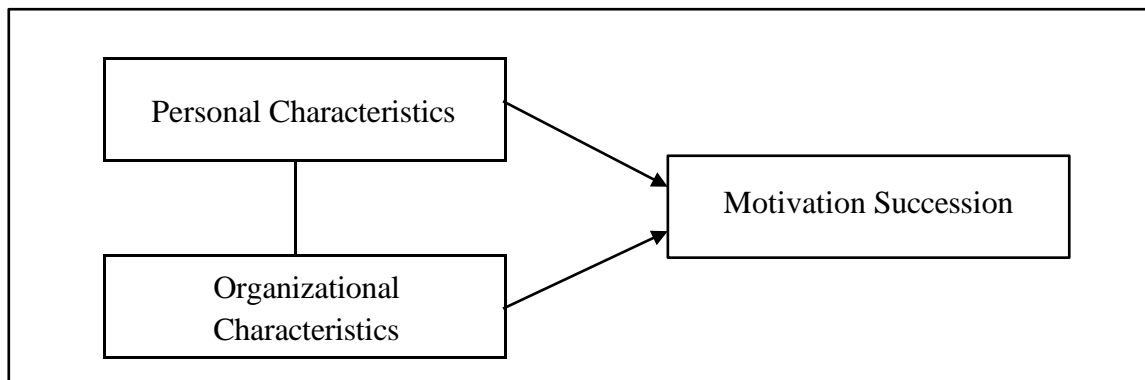 Personal Characteristics
Motivation Succession
Organizational
Characteristics